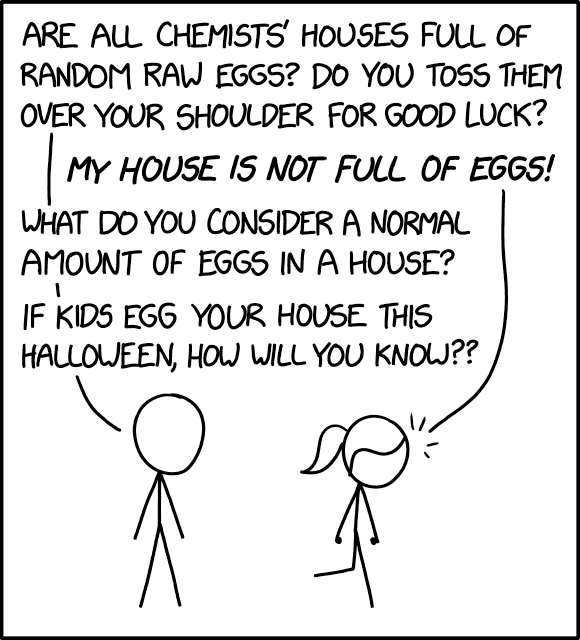 ARE ALL CHEMISTS' HOUSES FULL OF
RANDOM RAW EGGS? DO YOU TOSS THEM
OVER YOUR SHOULDER FOR GOOD LUCK?
MY HOUSE IS NOT FULL OF EGGS!
WHAT DO YOU CONSIDER A NORMAL
AMOUNT OF EGGS IN A HOUSE?
IF KIDS EGG YOUR HOUSE THIS
HALLOWEEN, HOW WILL YOU KNOW??